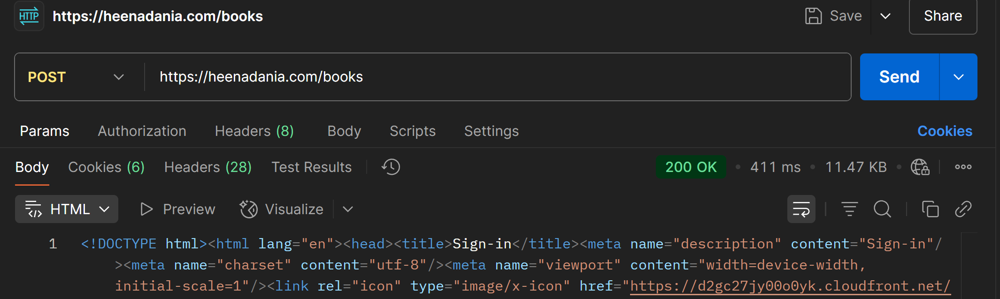 HTTP https://heenadania.com/books Save Share
POST https://heenadania.com/books Send
Params Authorization Headers (8) Body Scripts Settings Cookies
Body Cookies (6) Headers (28) Test Results 200 OK • 411 ms • 11.47 KB •
HTML Preview Visualize
1 <!DOCTYPE html><html lang="en"><head><title>Sign-in</title><meta name="description" content="Sign-in"/
><meta name="charset" content="utf-8"/><meta name="viewport" content="width=device-width,
initial-scale=1"/><link rel="icon" type="image/x-icon" href="https://d2gc27jy00o0yk.cloudfront.net/